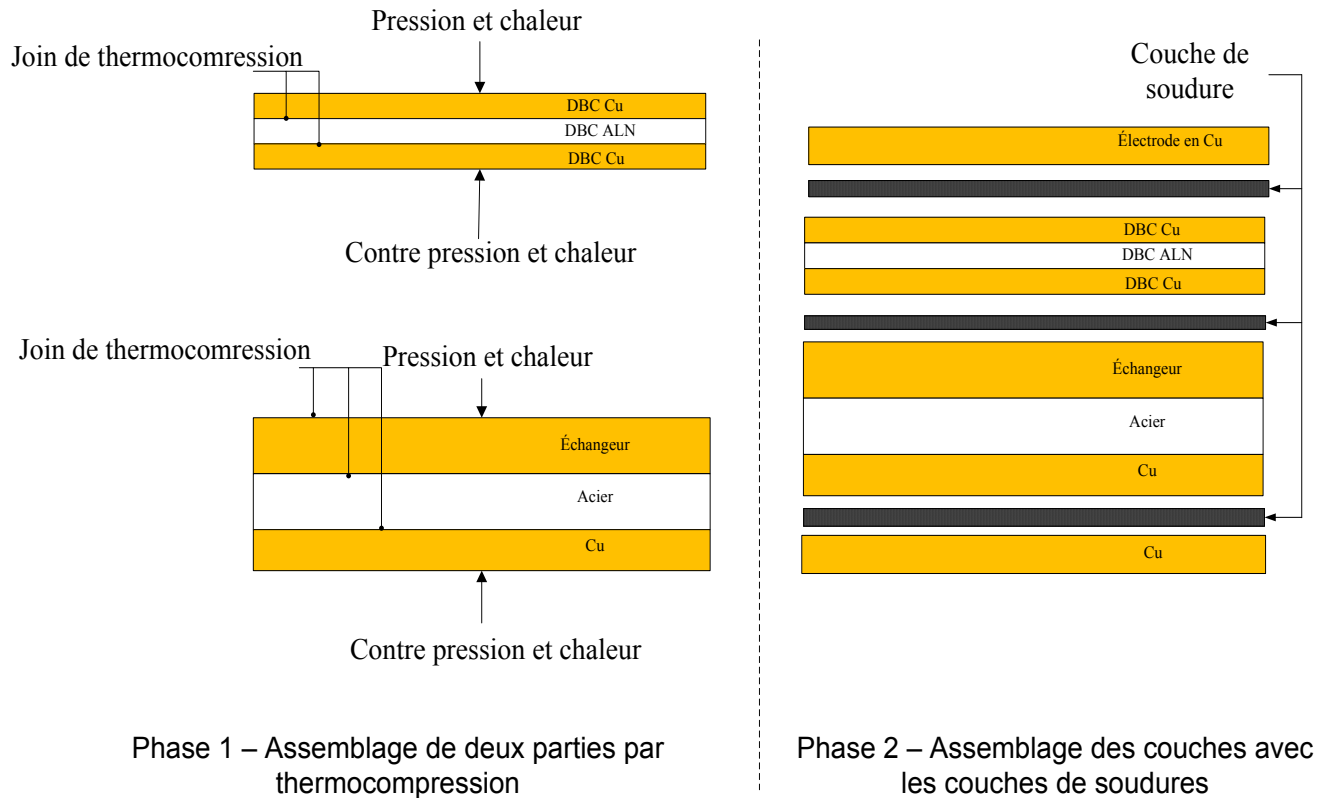 Pression et chaleur
Join de thermocomression
DBC Cu
DBC ALN
DBC Cu
Contre pression et chaleur
Join de thermocomression
Pression et chaleur
Échangeur
Acier
Cu
Contre pression et chaleur
Phase 1 – Assemblage de deux parties par
thermocompression
Couche de
soudure
Électrode en Cu
DBC Cu
DBC ALN
DBC Cu
Échangeur
Acier
Cu
Cu
Phase 2 – Assemblage des couches avec
les couches de soudures